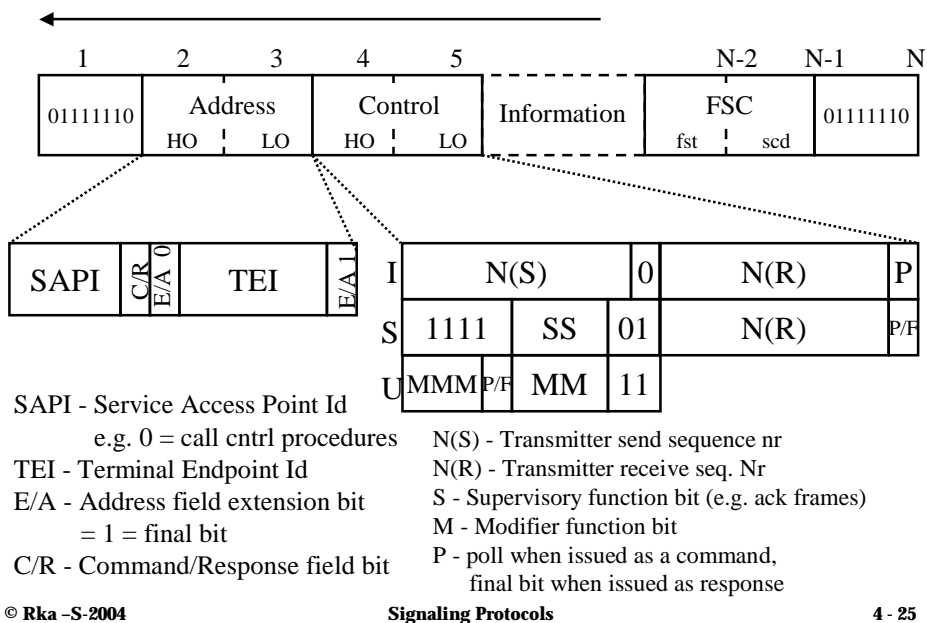 1 2 3 4 5 N-2 N-1 N
01111110 Address Control Information FSC 01111110
HO LO HO LO fst scd
SAPI C/R E/A 0 TEI E/A 1
I N(S) 0 N(R) P
S 1111 SS 01 N(R) P/F
U MMM P/F MM 11
SAPI - Service Access Point Id
e.g. 0 = call cntrl procedures
TEI - Terminal Endpoint Id
E/A - Address field extension bit
= 1 = final bit
C/R - Command/Response field bit
N(S) - Transmitter send sequence nr
N(R) - Transmitter receive seq. Nr
S - Supervisory function bit (e.g. ack frames)
M - Modifier function bit
P - poll when issued as a command,
final bit when issued as response
© Rka –S-2004 Signaling Protocols 4 - 25